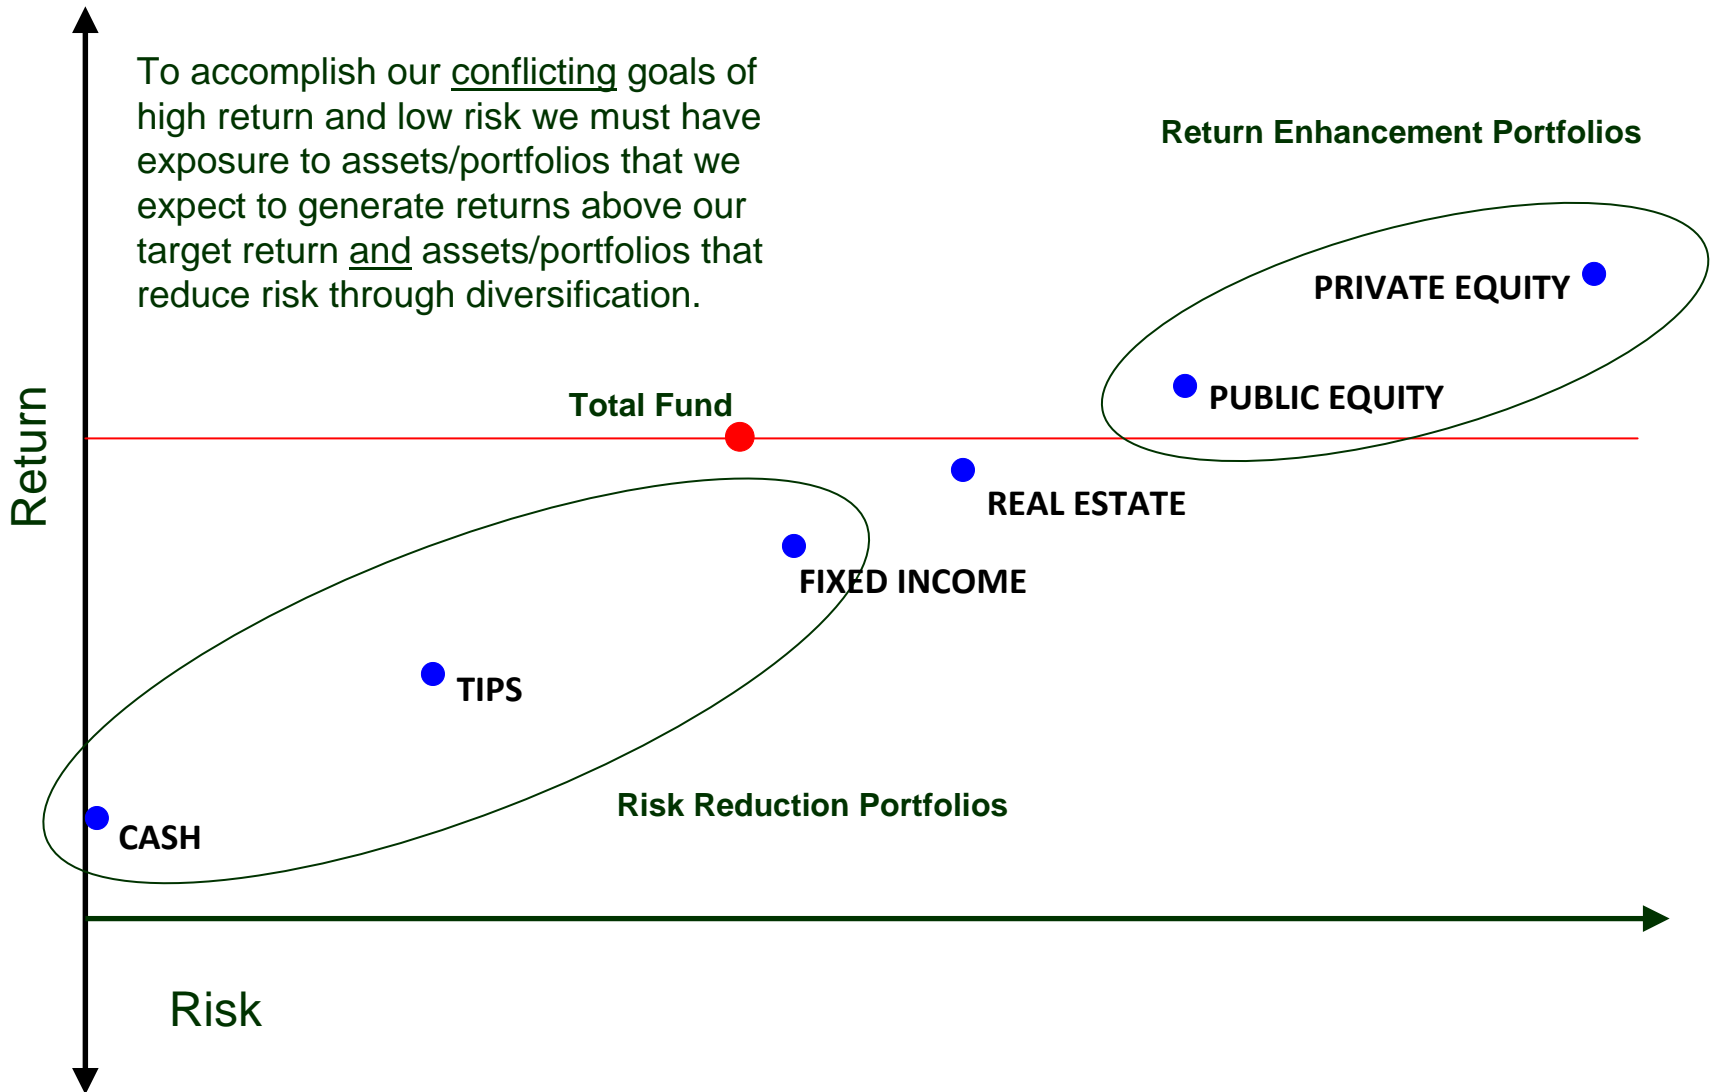 To accomplish our conflicting goals of
high return and low risk we must have
exposure to assets/portfolios that we
expect to generate returns above our
target return and assets/portfolios that
reduce risk through diversification.
Return Enhancement Portfolios
PRIVATE EQUITY
PUBLIC EQUITY
Total Fund
Return
REAL ESTATE
FIXED INCOME
TIPS
Risk Reduction Portfolios
CASH
Risk